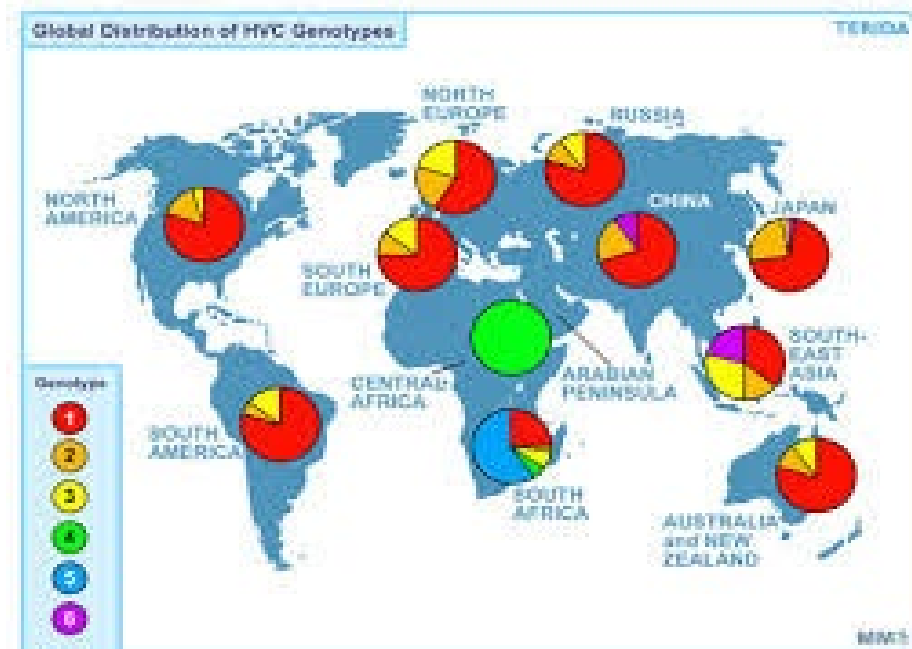 Global Distribution of HVC Genotypes
TERIDA
NORTH
EUROPE
RUSSIA
NORTH
AMERICA
CHINA
JAPAN
SOUTH
EUROPE
SOUTH-
EAST
ASIA
CENTRAL
AFRICA
ARABIAN
PENINSULA
Genotype
1
2
3
4
5
6
SOUTH
AMERICA
SOUTH
AFRICA
AUSTRALIA
and NEW
ZEALAND